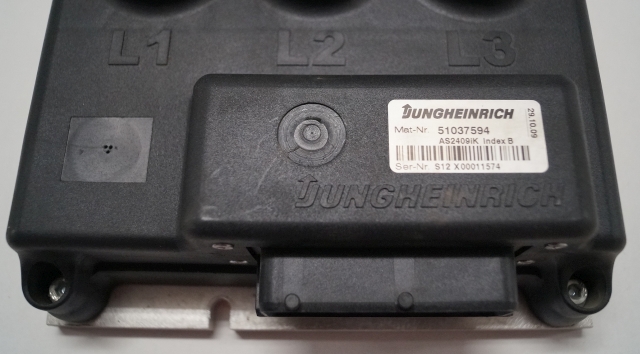 L1 L2 L3
JUNGHEINRICH
29.10.09
Mat-Nr. 51037594
AS2409iK Index B
Ser-Nr. S12 X00011574
JUNGHEINRICH